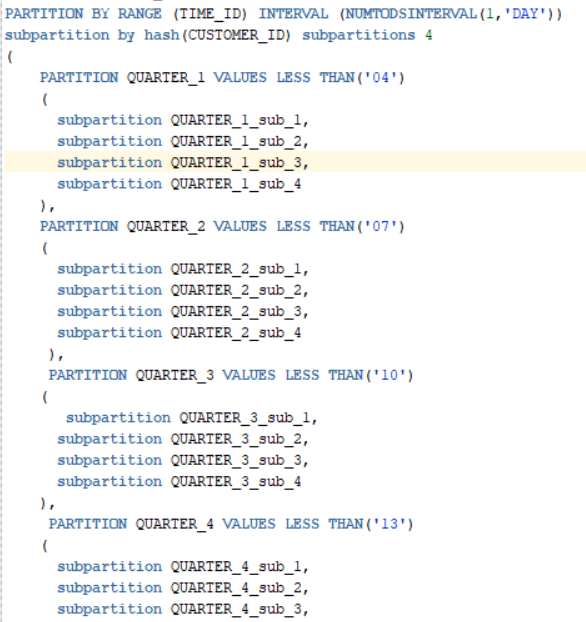 PARTITION BY RANGE (TIME_ID) INTERVAL (NUMTODSINTERVAL(1,'DAY'))
subpartition by hash(CUSTOMER_ID) subpartitions 4
(
PARTITION QUARTER_1 VALUES LESS THAN('04')
(
subpartition QUARTER_1_sub_1,
subpartition QUARTER_1_sub_2,
subpartition QUARTER_1_sub_3,
subpartition QUARTER_1_sub_4
),
PARTITION QUARTER_2 VALUES LESS THAN('07')
(
subpartition QUARTER_2_sub_1,
subpartition QUARTER_2_sub_2,
subpartition QUARTER_2_sub_3,
subpartition QUARTER_2_sub_4
),
PARTITION QUARTER_3 VALUES LESS THAN('10')
(
subpartition QUARTER_3_sub_1,
subpartition QUARTER_3_sub_2,
subpartition QUARTER_3_sub_3,
subpartition QUARTER_3_sub_4
),
PARTITION QUARTER_4 VALUES LESS THAN('13')
(
subpartition QUARTER_4_sub_1,
subpartition QUARTER_4_sub_2,
subpartition QUARTER_4_sub_3,